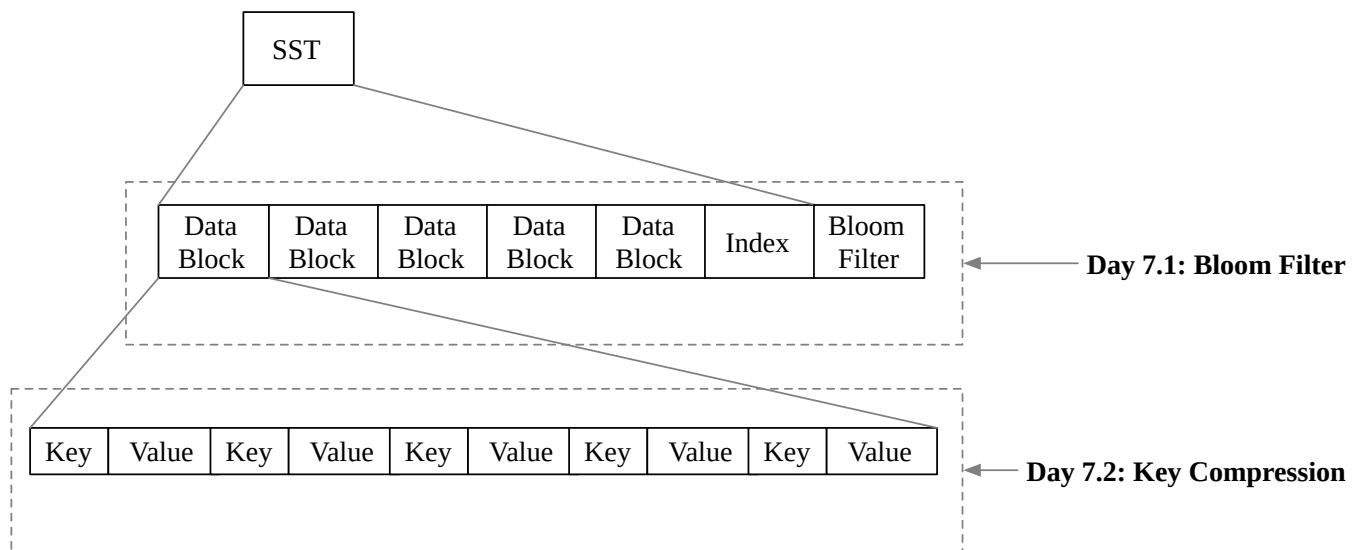 SST
Data
Block
Data
Block
Data
Block
Data
Block
Data
Block
Index
Bloom
Filter
Day 7.1: Bloom Filter
Key Value Key Value Key Value Key Value Key Value
Day 7.2: Key Compression